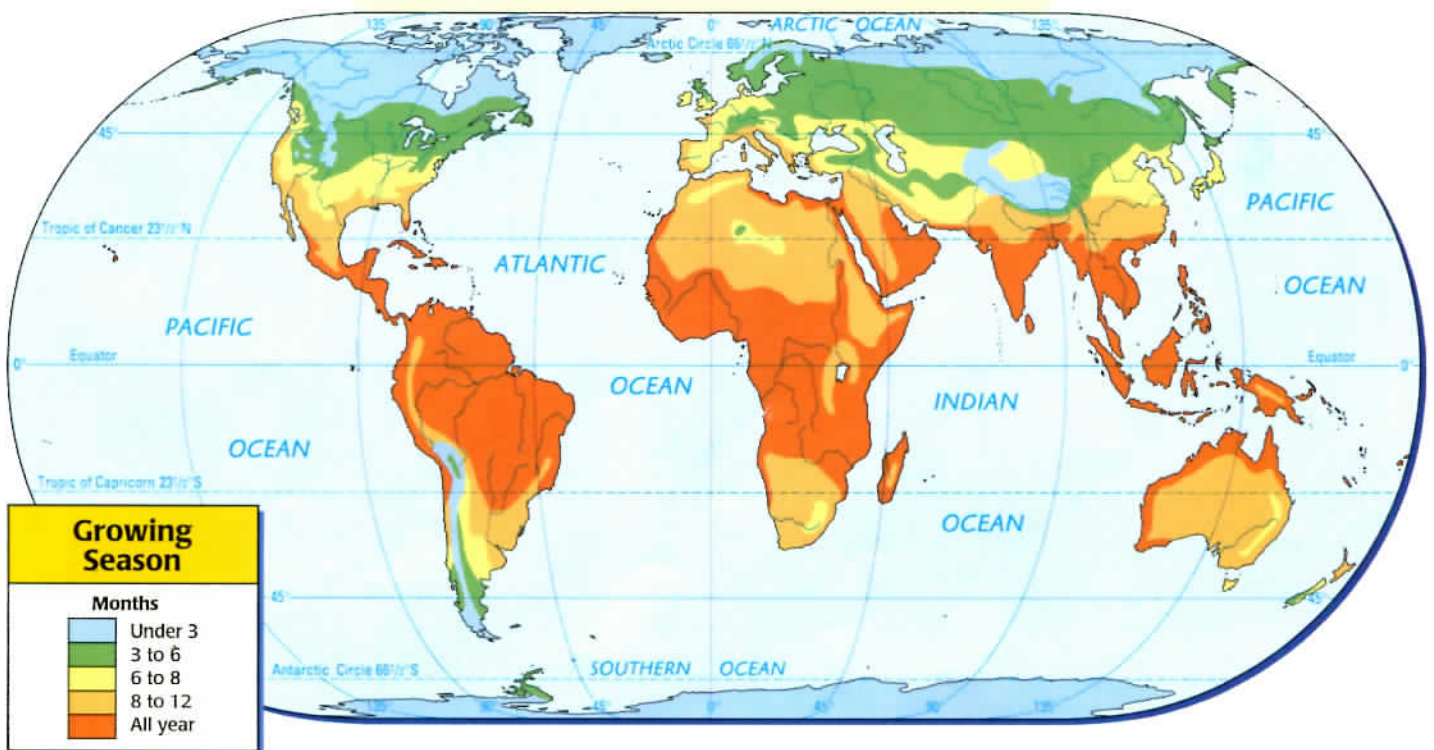 135° 90° 45° 0° ARCTIC OCEAN 135°
Arctic Circle 66½° N
45° 45°
PACIFIC
Tropic of Cancer 23½°N
ATLANTIC
OCEAN
PACIFIC
0° Equator Equator 0°
OCEAN
INDIAN
OCEAN
Tropic of Capricorn 23½°S
OCEAN
45° 45°
Antarctic Circle 66½°S
SOUTHERN OCEAN
135° 90° 45° 0° 45° 90° 135°
Growing
Season
Months
Under 3
3 to 6
6 to 8
8 to 12
All year